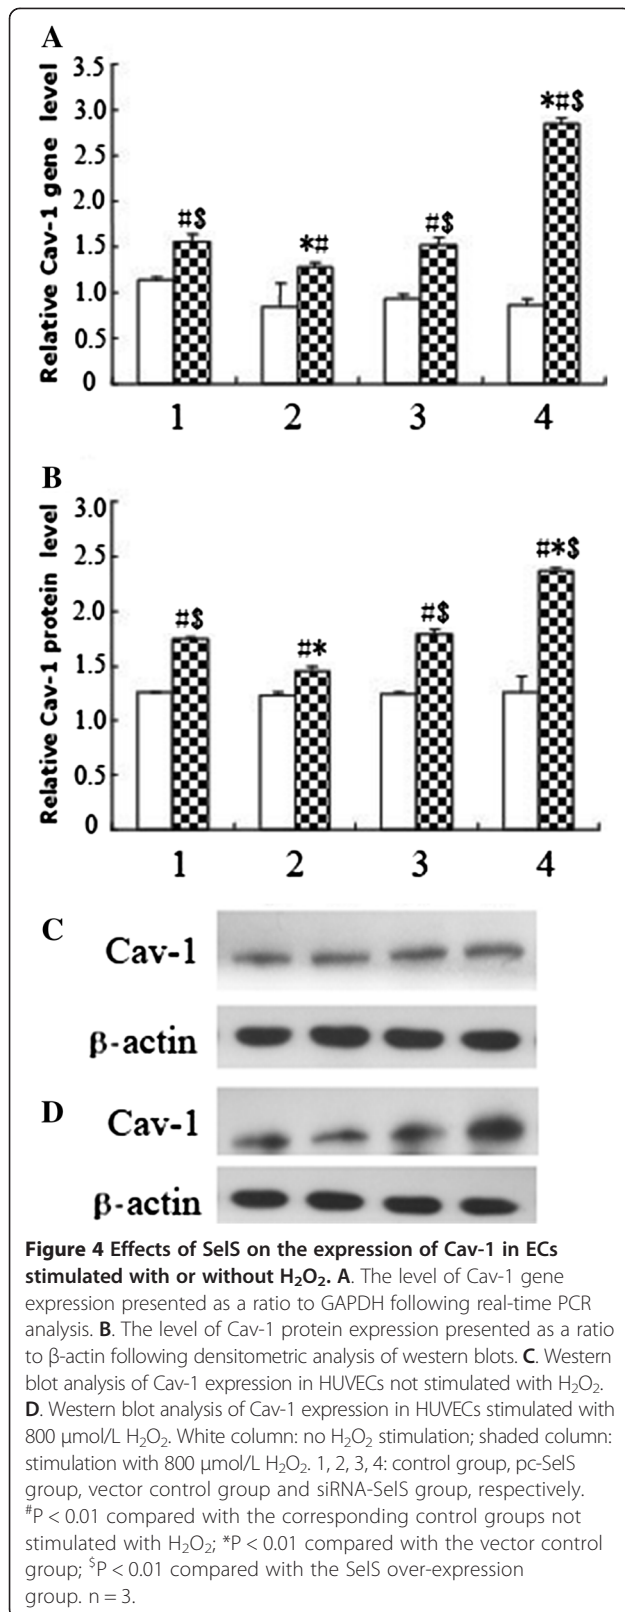 A
Relative Cav-1 gene level
3.5
3.0
2.5
2.0
1.5
1.0
0.5
0
#$
*#
#$
*#$
1 2 3 4
B
Relative Cav-1 protein level
3.0
2.5
2.0
1.5
1.0
0.5
0
#$
#*
#$
#*$
1 2 3 4
C
Cav-1
β-actin
D
Cav-1
β-actin
Figure 4 Effects of SelS on the expression of Cav-1 in ECs
stimulated with or without H₂O₂. A. The level of Cav-1 gene
expression presented as a ratio to GAPDH following real-time PCR
analysis. B. The level of Cav-1 protein expression presented as a ratio
to β-actin following densitometric analysis of western blots. C. Western
blot analysis of Cav-1 expression in HUVECs not stimulated with H₂O₂.
D. Western blot analysis of Cav-1 expression in HUVECs stimulated with
800 μmol/L H₂O₂. White column: no H₂O₂ stimulation; shaded column:
stimulation with 800 μmol/L H₂O₂. 1, 2, 3, 4: control group, pc-SelS
group, vector control group and siRNA-SelS group, respectively.
#P < 0.01 compared with the corresponding control groups not
stimulated with H₂O₂; *P < 0.01 compared with the vector control
group; $P < 0.01 compared with the SelS over-expression
group. n = 3.